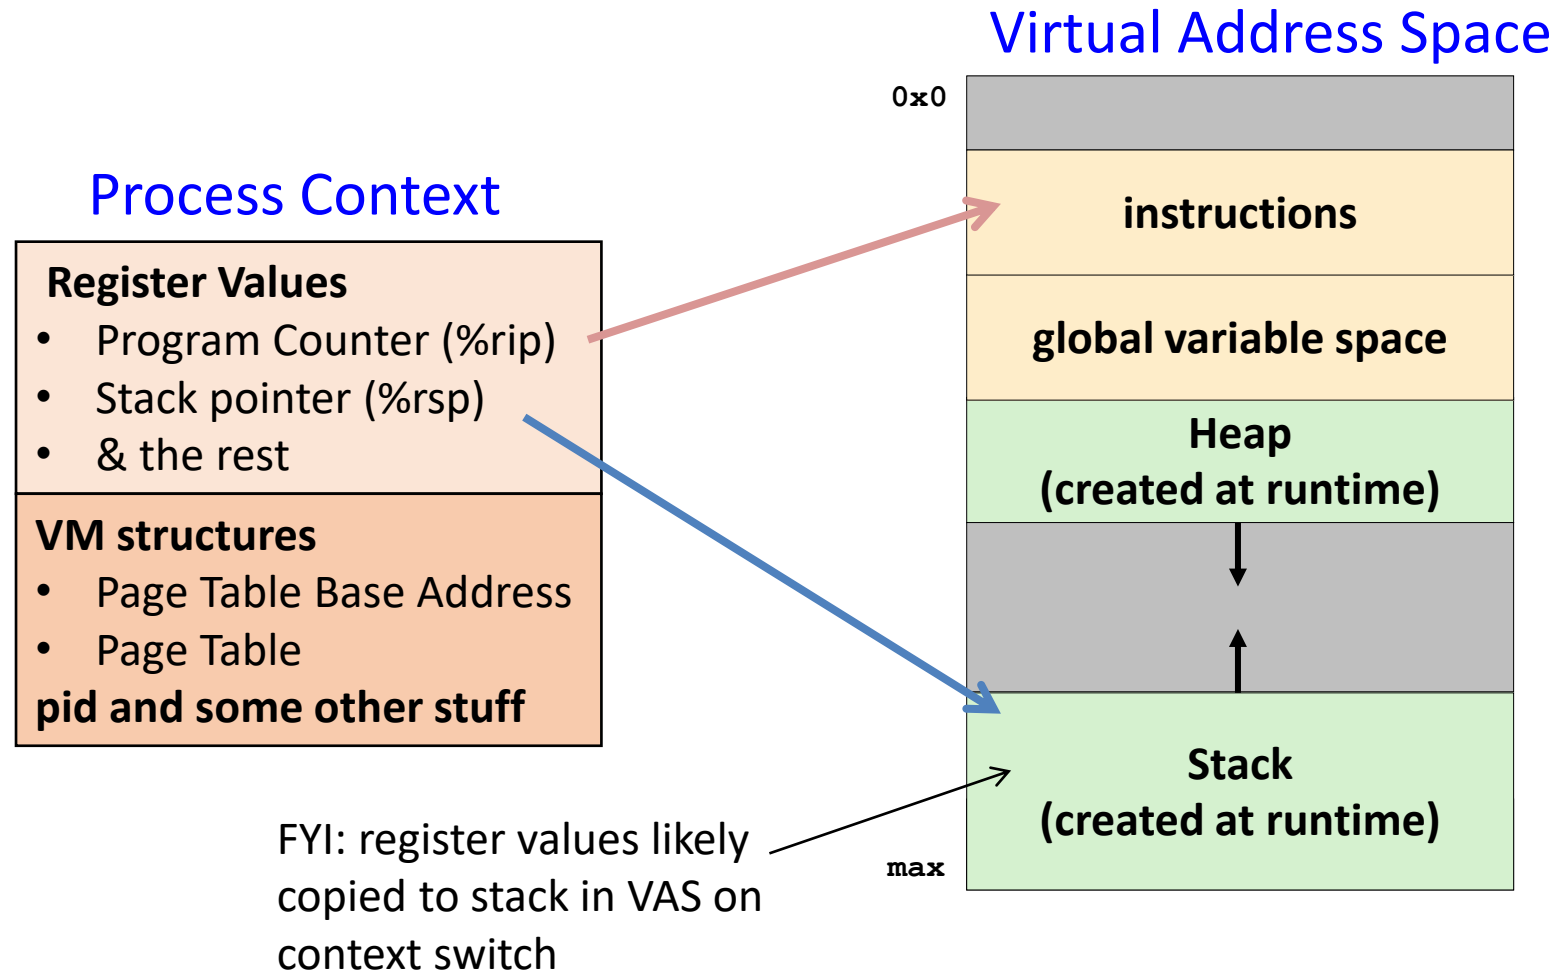 Virtual Address Space
0x0
Process Context
Register Values
• Program Counter (%rip)
• Stack pointer (%rsp)
• & the rest
VM structures
• Page Table Base Address
• Page Table
pid and some other stuff
instructions
global variable space
Heap
(created at runtime)
Stack
(created at runtime)
max
FYI: register values likely
copied to stack in VAS on
context switch